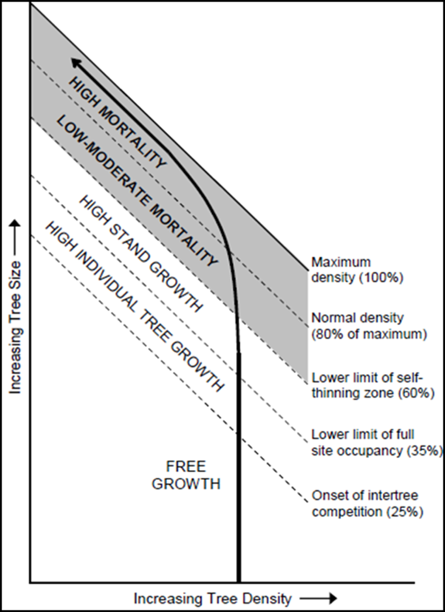 HIGH MORTALITY
LOW-MODERATE MORTALITY
HIGH STAND GROWTH
HIGH INDIVIDUAL TREE GROWTH
FREE
GROWTH
Maximum
density (100%)
Normal density
(80% of maximum)
Lower limit of self-
thinning zone (60%)
Lower limit of full
site occupancy (35%)
Onset of intertree
competition (25%)
Increasing Tree Size
Increasing Tree Density